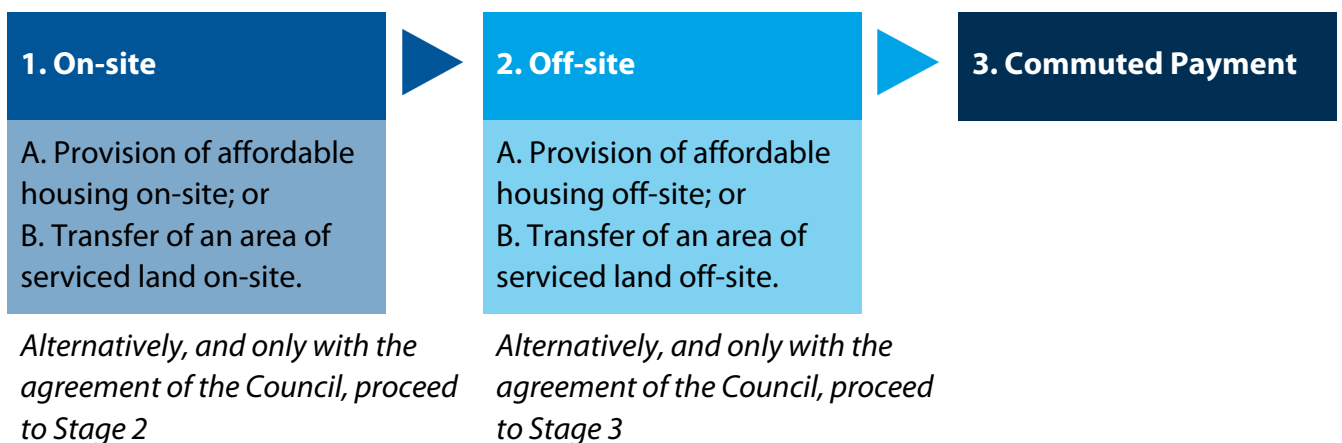 1. On-site
A. Provision of affordable
housing on-site; or
B. Transfer of an area of
serviced land on-site.
Alternatively, and only with the
agreement of the Council, proceed
to Stage 2
2. Off-site
A. Provision of affordable
housing off-site; or
B. Transfer of an area of
serviced land off-site.
Alternatively, and only with the
agreement of the Council, proceed
to Stage 3
3. Commuted Payment